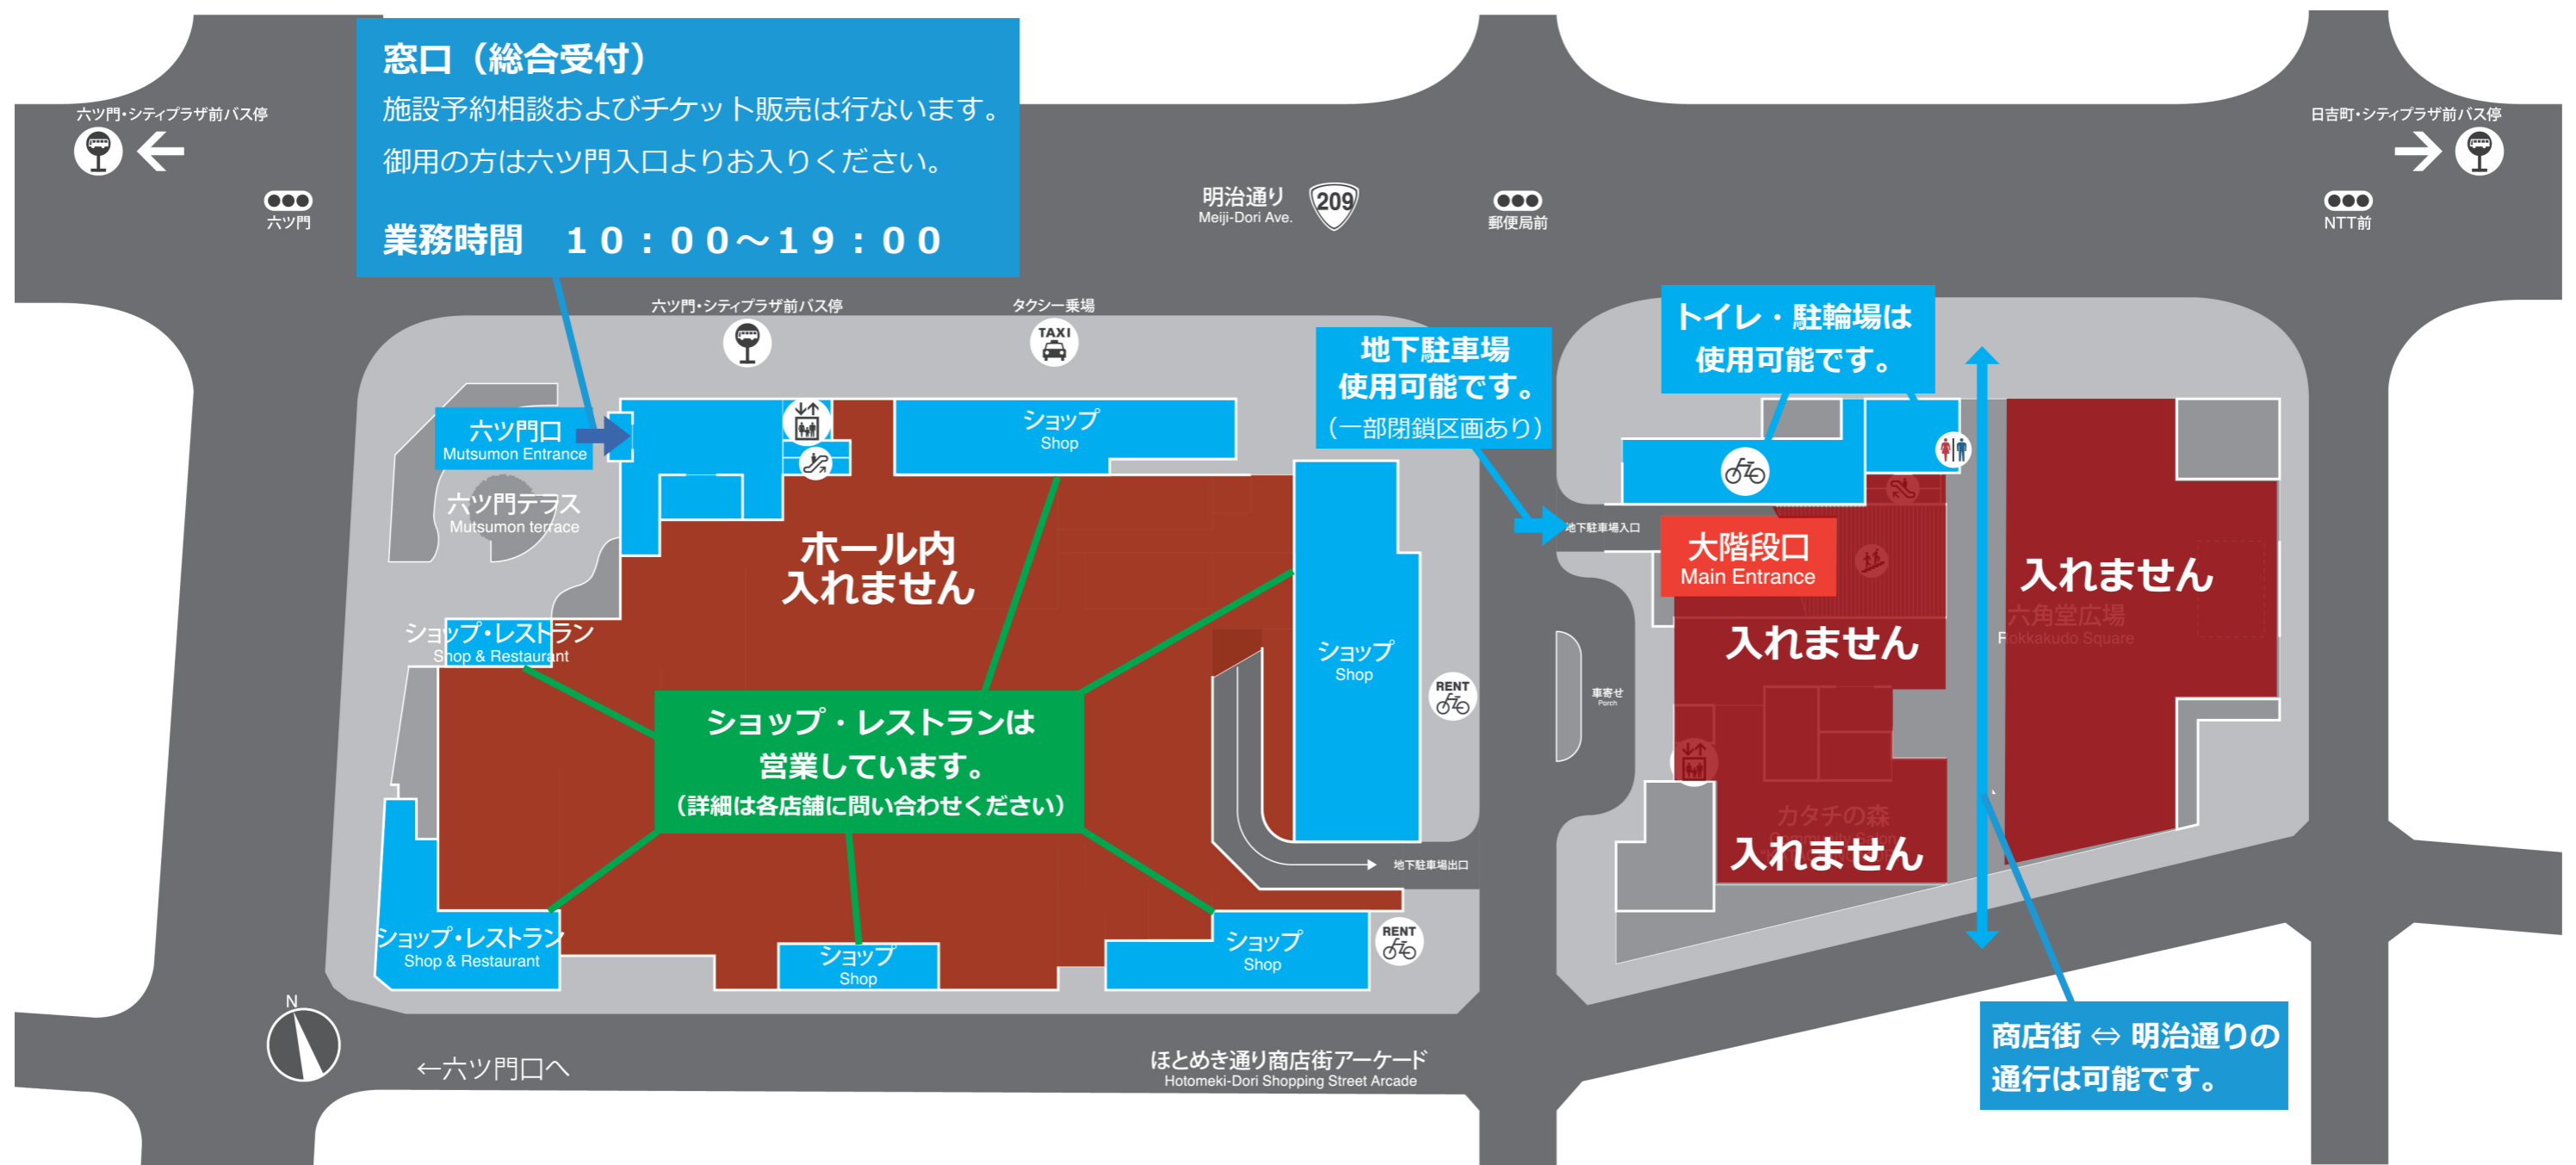 窓口（総合受付）
施設予約相談およびチケット販売は行ないます。
御用の方は六ツ門入口よりお入りください。
業務時間　１０：００～１９：００
六ツ門・シティプラザ前バス停
六ツ門
明治通り
Meiji-Dori Ave.
209
郵便局前
日吉町・シティプラザ前バス停
NTT前
六ツ門・シティプラザ前バス停
タクシー乗場
TAXI
地下駐車場
使用可能です。
（一部閉鎖区画あり）
トイレ・駐輪場は
使用可能です。
六ツ門口
Mutsumon Entrance
六ツ門テラス
Mutsumon terrace
ショップ
Shop
ホール内
入れません
地下駐車場入口
大階段口
Main Entrance
入れません
六角堂広場
Rokkakudo Square
入れません
ショップ・レストラン
Shop & Restaurant
ショップ
Shop
RENT
車寄せ
Porch
ショップ・レストランは
営業しています。
（詳細は各店舗に問い合わせください）
カタチの森
入れません
地下駐車場出口
ショップ・レストラン
Shop & Restaurant
ショップ
Shop
ショップ
Shop
RENT
N
←六ツ門口へ
ほとめき通り商店街アーケード
Hotomeki-Dori Shopping Street Arcade
商店街 ⇔ 明治通りの
通行は可能です。